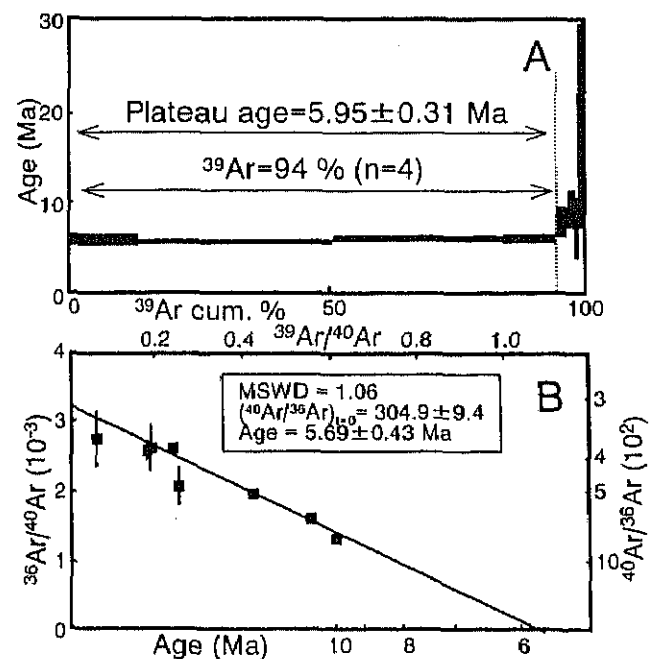 30
A
Plateau age=5.95±0.31 Ma
20
Age (Ma)
³⁹Ar=94 % (n=4)
10
0
0 50 100
³⁹Ar cum. %
³⁹Ar/⁴⁰Ar
0.2 0.4 0.6 0.8 1.0
4
B
MSWD = 1.06
(⁴⁰Ar/³⁶Ar)ₜ₌₀= 304.9±9.4
Age = 5.69±0.43 Ma
3 3
4
2 5
³⁶Ar/⁴⁰Ar (10⁻³)
⁴⁰Ar/³⁶Ar (10²)
1 10
0
Age (Ma) 10 8 6